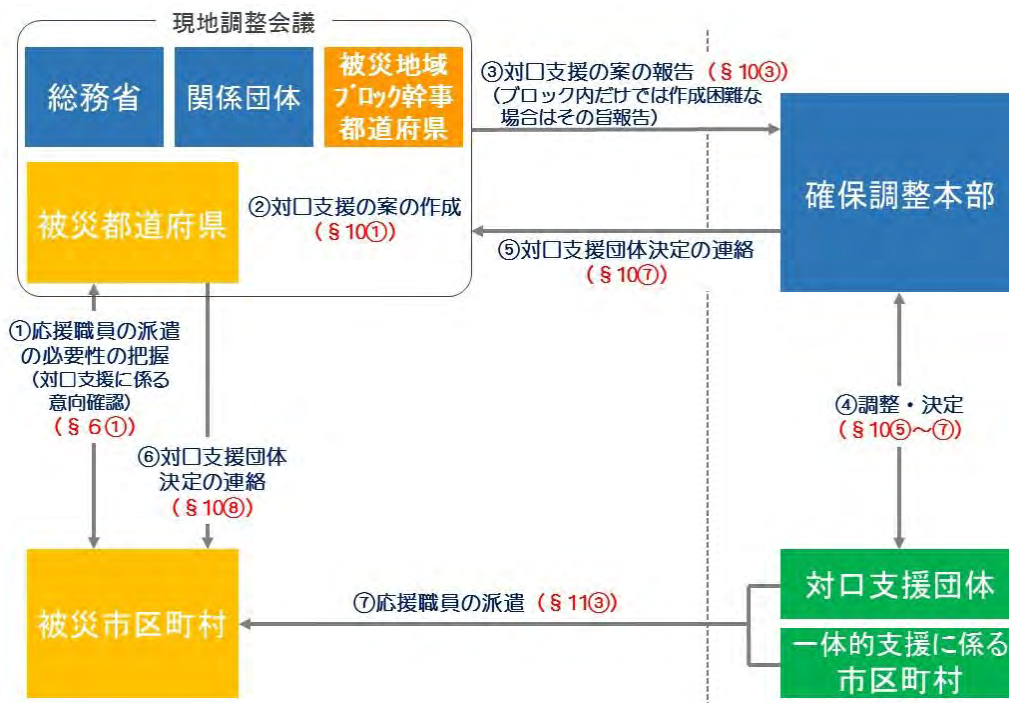 現地調整会議
総務省
関係団体
被災地域
ブロック幹事
都道府県
③対口支援の案の報告（§10③）
（ブロック内だけでは作成困難な
場合はその旨報告）
確保調整本部
被災都道府県
②対口支援の案の作成
（§10①）
⑤対口支援団体決定の連絡
（§10⑦）
①応援職員の派遣
の必要性の把握
（対口支援に係る
意向確認）
（§6①）
④調整・決定
（§10⑤～⑦）
⑥対口支援団体
決定の連絡
（§10⑧）
被災市区町村
⑦応援職員の派遣（§11③）
対口支援団体
一体的支援に係る
市区町村